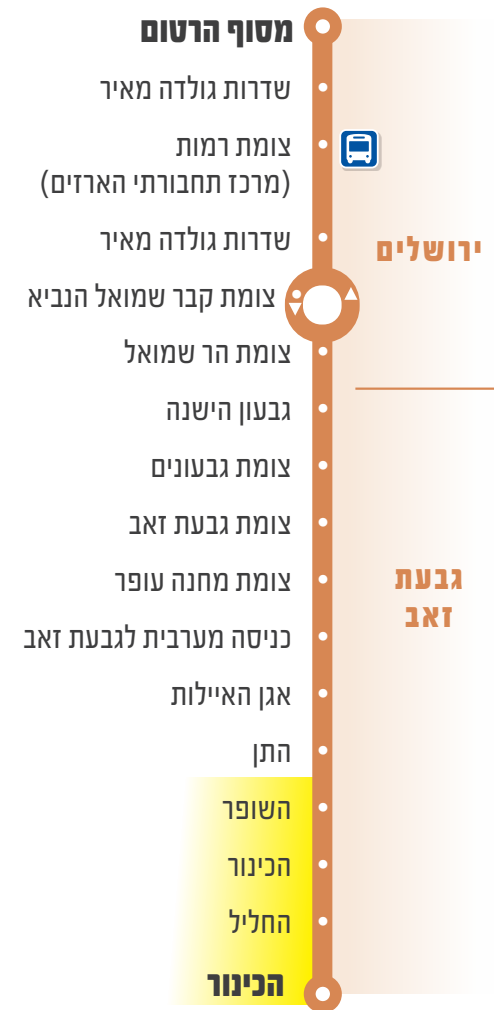 מסוף הרטום
שדרות גולדה מאיר
צומת רמות
(מרכז תחבורתי הארזים)
שדרות גולדה מאיר
צומת קבר שמואל הנביא
צומת הר שמואל
גבעון הישנה
צומת גבעונים
צומת גבעת זאב
צומת מחנה עופר
כניסה מערבית לגבעת זאב
אגן האיילות
התן
השופר
הכינור
החליל
הכינור
ירושלים
גבעת
זאב